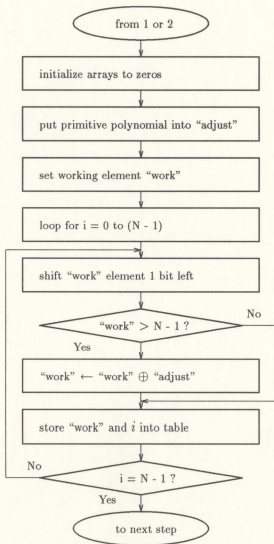 from 1 or 2
initialize arrays to zeros
put primitive polynomial into “adjust”
set working element “work”
loop for i = 0 to (N - 1)
shift “work” element 1 bit left
“work” > N - 1 ?
No
Yes
“work” ← “work” ⊕ “adjust”
store “work” and i into table
No
i = N - 1 ?
Yes
to next step